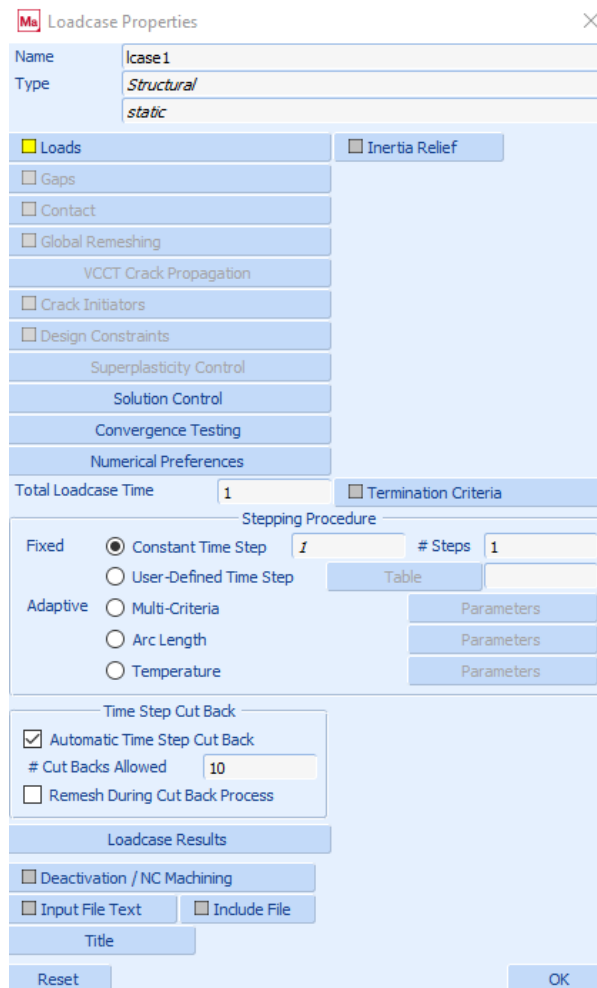 Ma Loadcase Properties
Name lcase1
Type Structural
static
Loads Inertia Relief
Gaps
Contact
Global Remeshing
VCCT Crack Propagation
Crack Initiators
Design Constraints
Superplasticity Control
Solution Control
Convergence Testing
Numerical Preferences
Total Loadcase Time 1 Termination Criteria
Stepping Procedure
Fixed Constant Time Step 1 # Steps 1
User-Defined Time Step Table
Adaptive Multi-Criteria Parameters
Arc Length Parameters
Temperature Parameters
Time Step Cut Back
Automatic Time Step Cut Back
# Cut Backs Allowed 10
Remesh During Cut Back Process
Loadcase Results
Deactivation / NC Machining
Input File Text Include File
Title
Reset OK